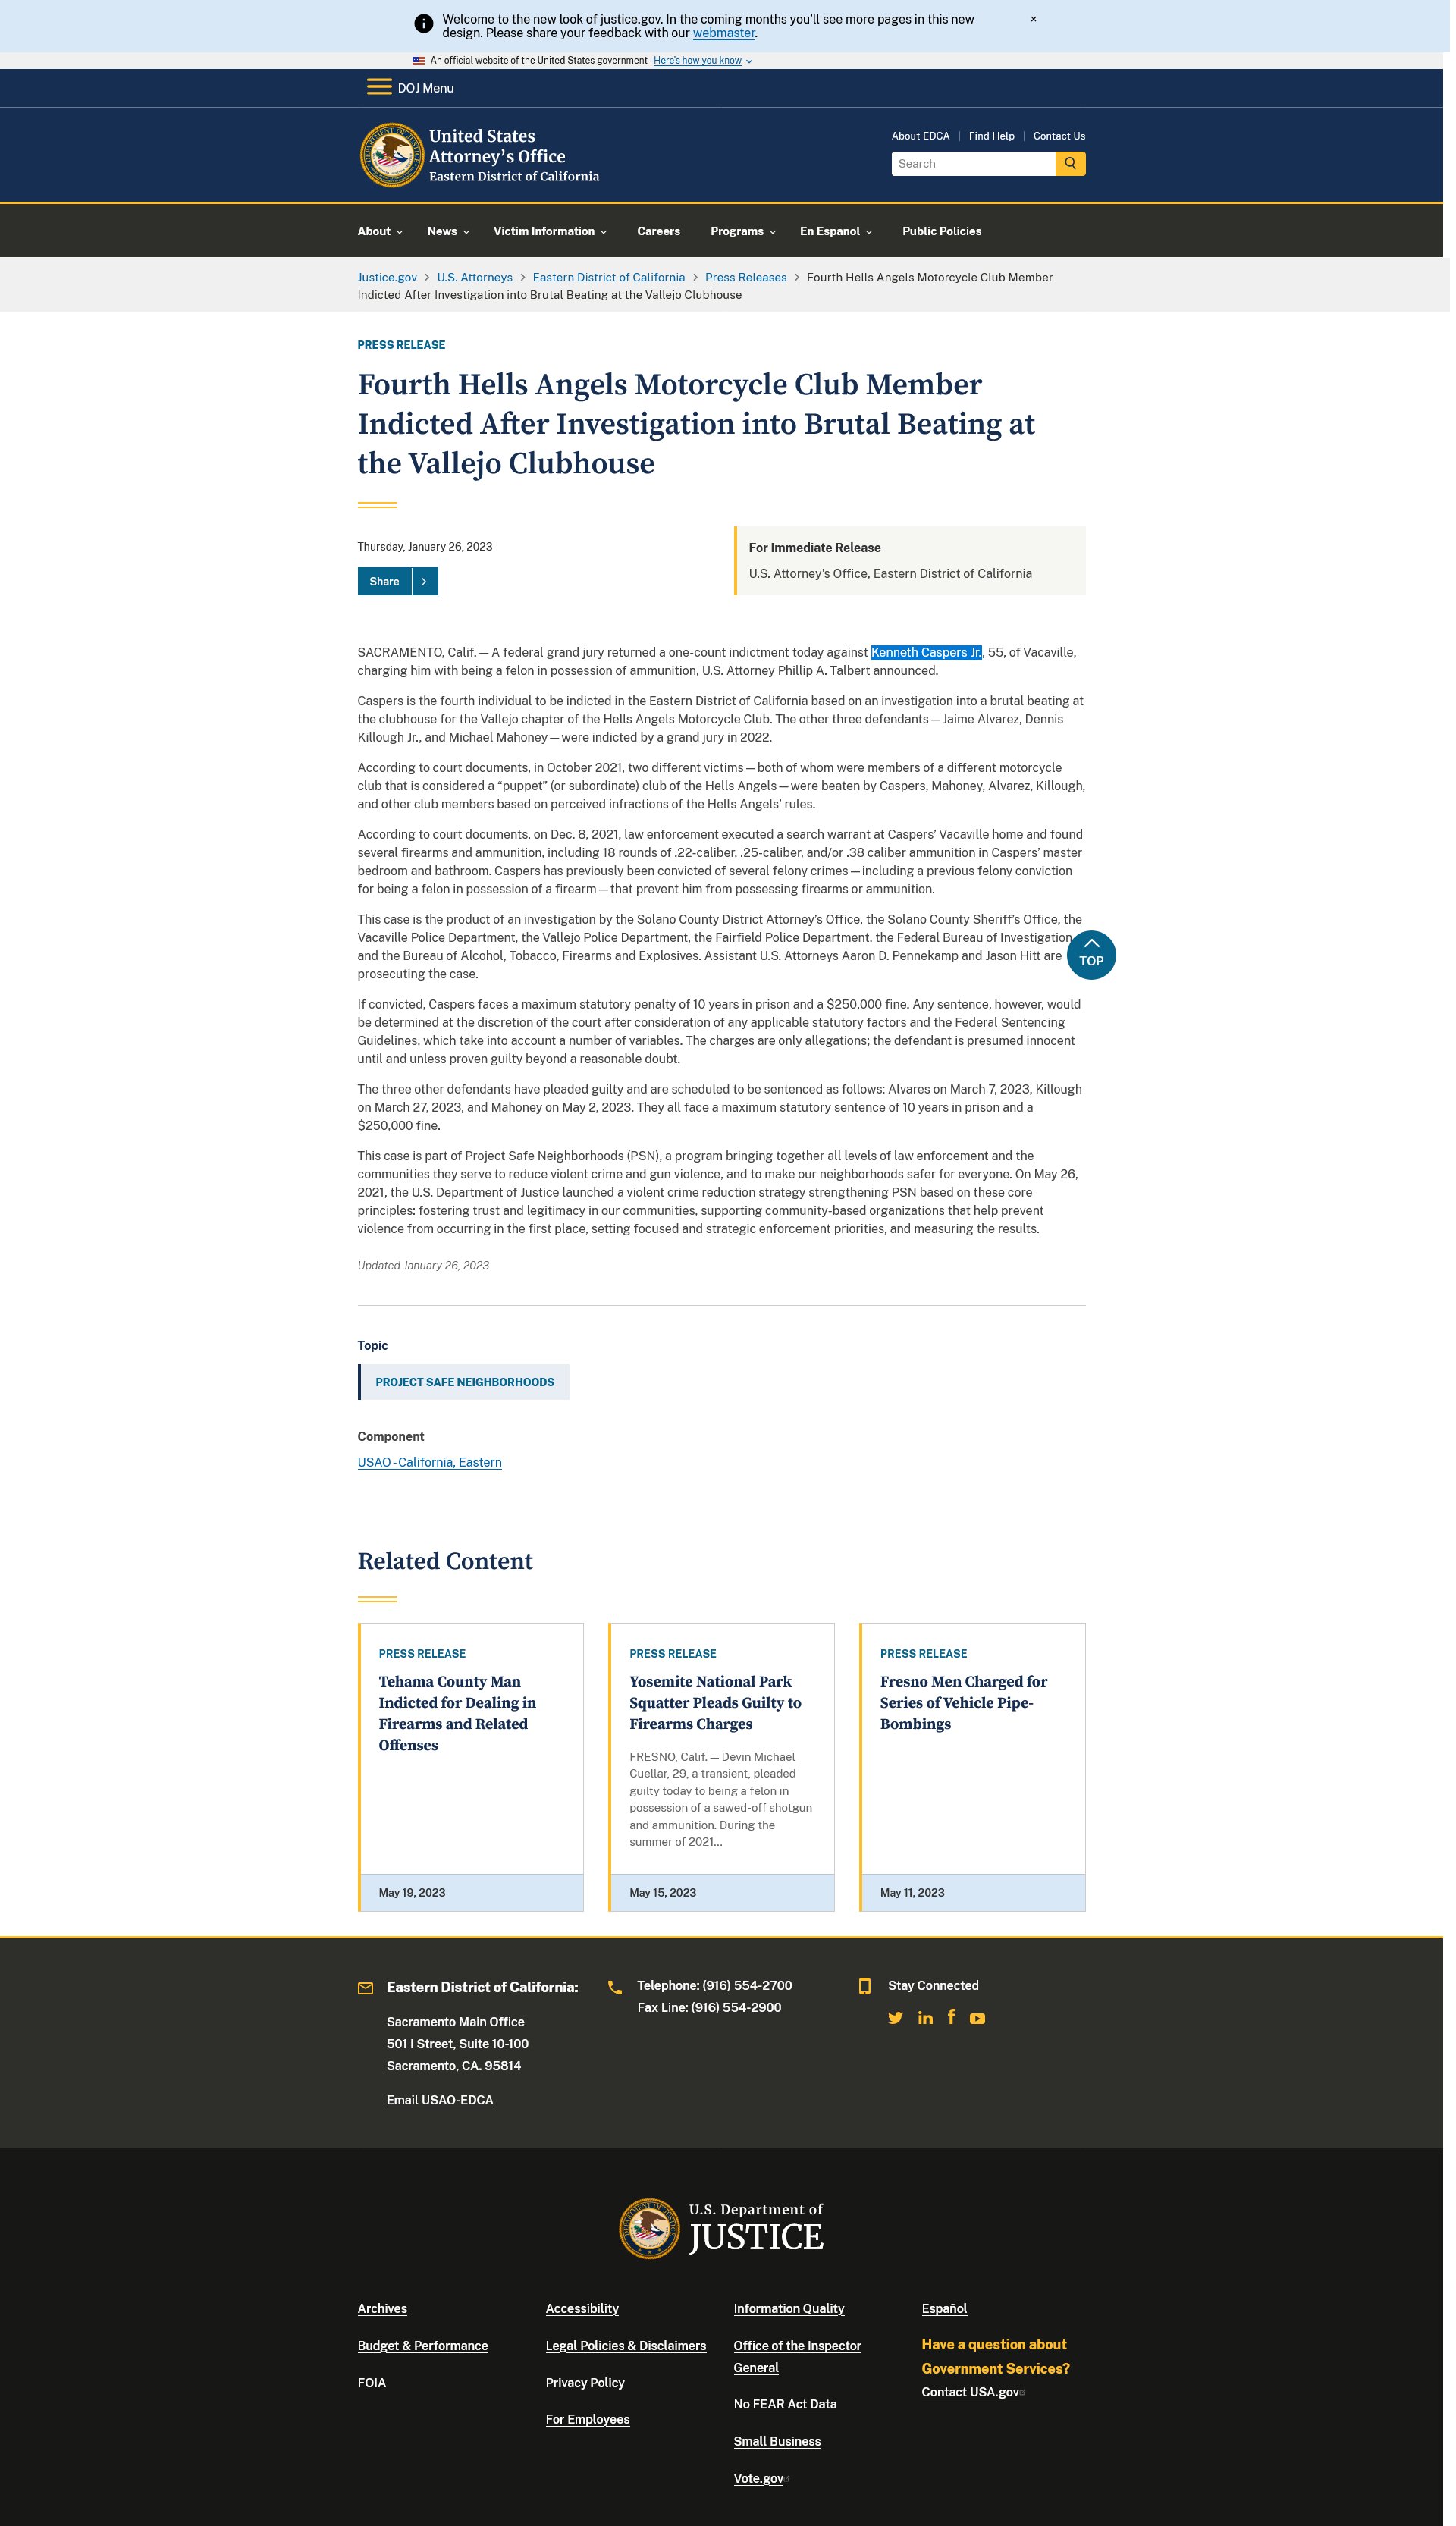 Welcome to the new look of justice.gov. In the coming months you'll see more pages in this new
design. Please share your feedback with our webmaster.
×
An official website of the United States government Here's how you know
DOJ Menu
United States
Attorney's Office
Eastern District of California
About EDCA Find Help Contact Us
Search
About News Victim Information Careers Programs En Espanol Public Policies
Justice.gov > U.S. Attorneys > Eastern District of California > Press Releases > Fourth Hells Angels Motorcycle Club Member
Indicted After Investigation into Brutal Beating at the Vallejo Clubhouse
PRESS RELEASE
Fourth Hells Angels Motorcycle Club Member
Indicted After Investigation into Brutal Beating at
the Vallejo Clubhouse
Thursday, January 26, 2023
Share >
For Immediate Release
U.S. Attorney's Office, Eastern District of California
SACRAMENTO, Calif. — A federal grand jury returned a one-count indictment today against Kenneth Caspers Jr., 55, of Vacaville,
charging him with being a felon in possession of ammunition, U.S. Attorney Phillip A. Talbert announced.
Caspers is the fourth individual to be indicted in the Eastern District of California based on an investigation into a brutal beating at
the clubhouse for the Vallejo chapter of the Hells Angels Motorcycle Club. The other three defendants — Jaime Alvarez, Dennis
Killough Jr., and Michael Mahoney — were indicted by a grand jury in 2022.
According to court documents, in October 2021, two different victims — both of whom were members of a different motorcycle
club that is considered a “puppet” (or subordinate) club of the Hells Angels — were beaten by Caspers, Mahoney, Alvarez, Killough,
and other club members based on perceived infractions of the Hells Angels’ rules.
According to court documents, on Dec. 8, 2021, law enforcement executed a search warrant at Caspers’ Vacaville home and found
several firearms and ammunition, including 18 rounds of .22-caliber, .25-caliber, and/or .38 caliber ammunition in Caspers’ master
bedroom and bathroom. Caspers has previously been convicted of several felony crimes — including a previous felony conviction
for being a felon in possession of a firearm — that prevent him from possessing firearms or ammunition.
This case is the product of an investigation by the Solano County District Attorney’s Office, the Solano County Sheriff’s Office, the
Vacaville Police Department, the Vallejo Police Department, the Fairfield Police Department, the Federal Bureau of Investigation,
and the Bureau of Alcohol, Tobacco, Firearms and Explosives. Assistant U.S. Attorneys Aaron D. Pennekamp and Jason Hitt are
prosecuting the case.
TOP
If convicted, Caspers faces a maximum statutory penalty of 10 years in prison and a $250,000 fine. Any sentence, however, would
be determined at the discretion of the court after consideration of any applicable statutory factors and the Federal Sentencing
Guidelines, which take into account a number of variables. The charges are only allegations; the defendant is presumed innocent
until and unless proven guilty beyond a reasonable doubt.
The three other defendants have pleaded guilty and are scheduled to be sentenced as follows: Alvares on March 7, 2023, Killough
on March 27, 2023, and Mahoney on May 2, 2023. They all face a maximum statutory sentence of 10 years in prison and a
$250,000 fine.
This case is part of Project Safe Neighborhoods (PSN), a program bringing together all levels of law enforcement and the
communities they serve to reduce violent crime and gun violence, and to make our neighborhoods safer for everyone. On May 26,
2021, the U.S. Department of Justice launched a violent crime reduction strategy strengthening PSN based on these core
principles: fostering trust and legitimacy in our communities, supporting community-based organizations that help prevent
violence from occurring in the first place, setting focused and strategic enforcement priorities, and measuring the results.
Updated January 26, 2023
Topic
PROJECT SAFE NEIGHBORHOODS
Component
USAO - California, Eastern
Related Content
PRESS RELEASE
Tehama County Man
Indicted for Dealing in
Firearms and Related
Offenses
May 19, 2023
PRESS RELEASE
Yosemite National Park
Squatter Pleads Guilty to
Firearms Charges
FRESNO, Calif. — Devin Michael
Cuellar, 29, a transient, pleaded
guilty today to being a felon in
possession of a sawed-off shotgun
and ammunition. During the
summer of 2021...
May 15, 2023
PRESS RELEASE
Fresno Men Charged for
Series of Vehicle Pipe-
Bombings
May 11, 2023
Eastern District of California:
Sacramento Main Office
501 I Street, Suite 10-100
Sacramento, CA. 95814
Email USAO-EDCA
Telephone: (916) 554-2700
Fax Line: (916) 554-2900
Stay Connected
U.S. Department of
JUSTICE
Archives
Budget & Performance
FOIA
Accessibility
Legal Policies & Disclaimers
Privacy Policy
For Employees
Information Quality
Office of the Inspector
General
No FEAR Act Data
Small Business
Vote.gov
Español
Have a question about
Government Services?
Contact USA.gov